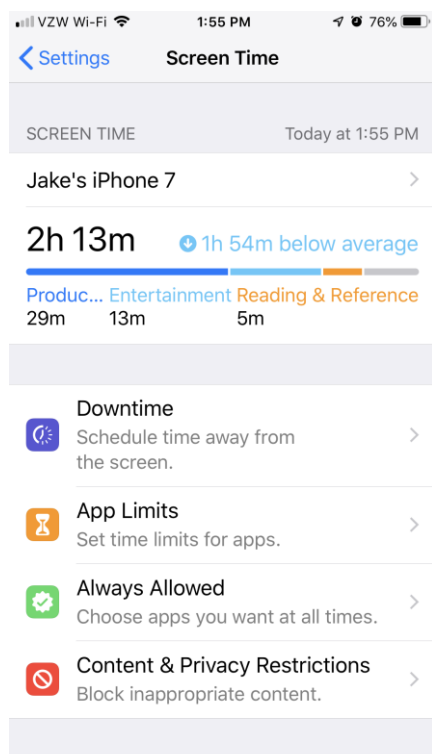 VZW Wi-Fi 1:55 PM 76%
Settings Screen Time
SCREEN TIME Today at 1:55 PM
Jake's iPhone 7
2h 13m 1h 54m below average
Produc... Entertainment Reading & Reference
29m 13m 5m
Downtime
Schedule time away from
the screen.
App Limits
Set time limits for apps.
Always Allowed
Choose apps you want at all times.
Content & Privacy Restrictions
Block inappropriate content.